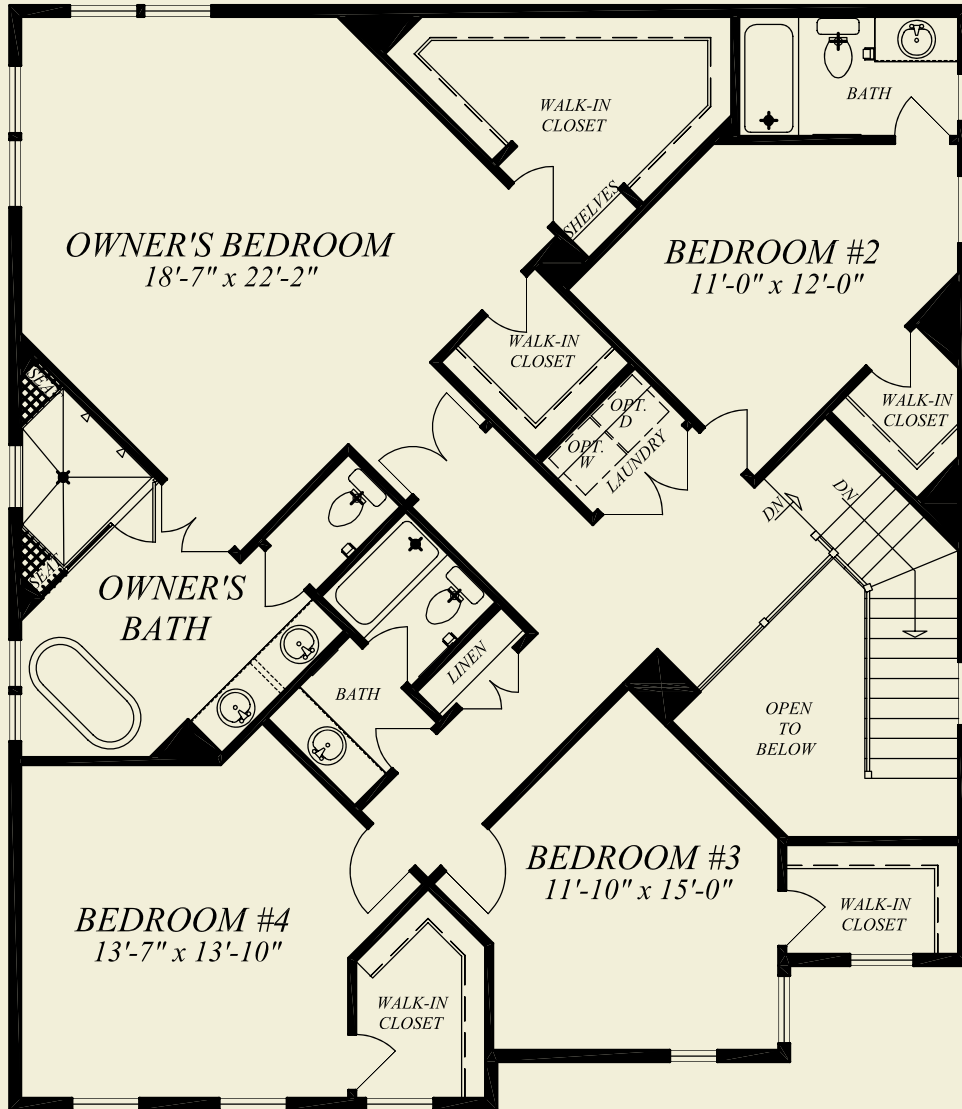 WALK-IN
CLOSET
BATH
SHELVES
OWNER'S BEDROOM
18'-7" x 22'-2"
BEDROOM #2
11'-0" x 12'-0"
WALK-IN
CLOSET
WALK-IN
CLOSET
SEAT
OPT.
D
OPT.
W
LAUNDRY
DN
DN
SEAT
OWNER'S
BATH
LINEN
BATH
OPEN
TO
BELOW
BEDROOM #3
11'-10" x 15'-0"
WALK-IN
CLOSET
BEDROOM #4
13'-7" x 13'-10"
WALK-IN
CLOSET